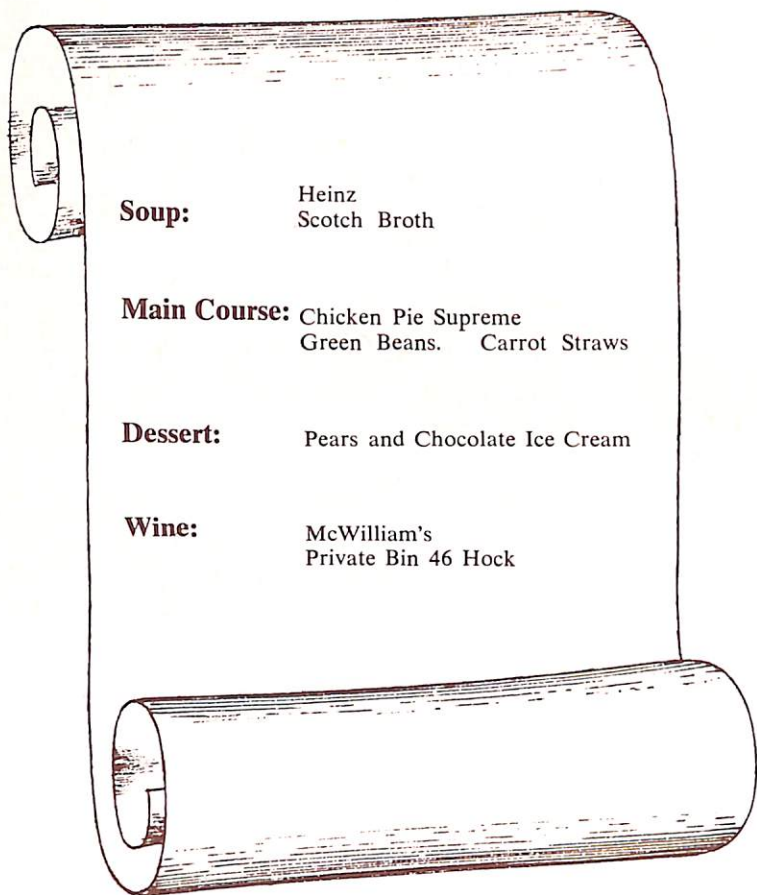 Soup: Heinz
Scotch Broth
Main Course: Chicken Pie Supreme
Green Beans. Carrot Straws
Dessert: Pears and Chocolate Ice Cream
Wine: McWilliam's
Private Bin 46 Hock